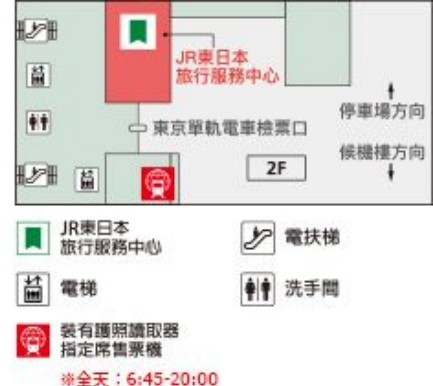 JR東日本
旅行服務中心
停車場方向
東京單軌電車檢票口
候機樓方向
2F
JR東日本
旅行服務中心
電扶梯
電梯
洗手間
裝有護照讀取器
指定席售票機
※全天：6:45-20:00